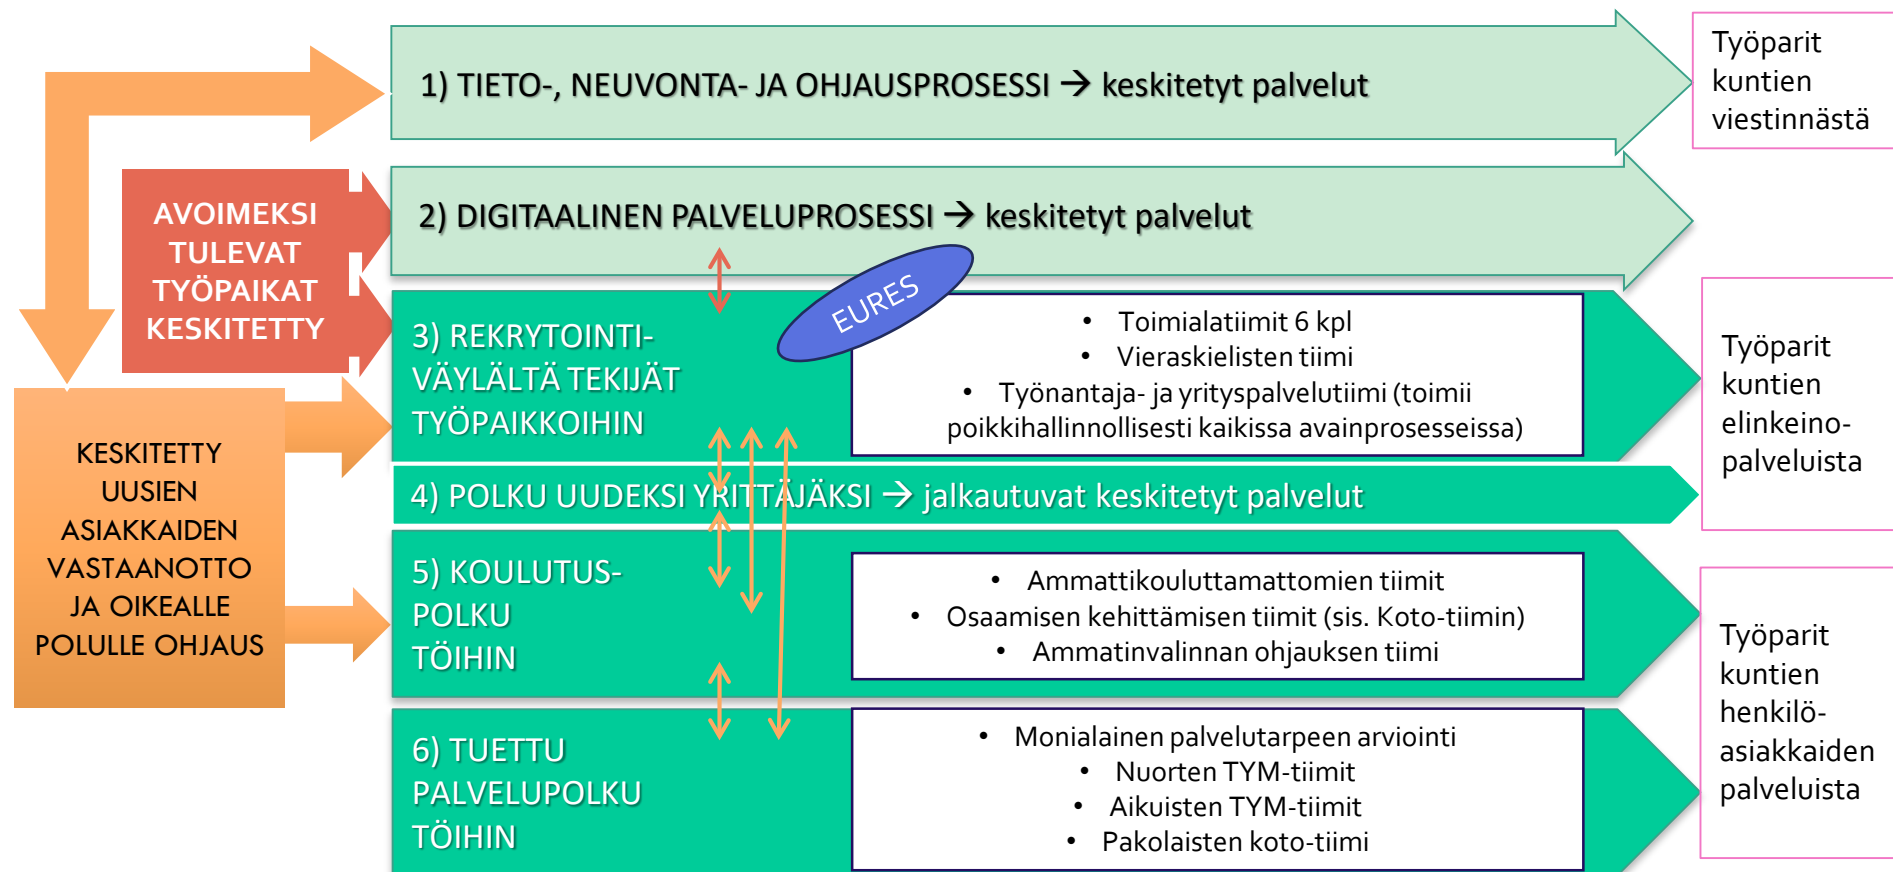 1) TIETO-, NEUVONTA- JA OHJAUSPROSESSI → keskitetyt palvelut
Työparit
kuntien
viestinnästä
AVOIMEKSI
TULEVAT
TYÖPAIKAT
KESKITETTY
2) DIGITAALINEN PALVELUPROSESSI → keskitetyt palvelut
EURES
3) REKRYTOINTI-
VÄYLÄLTÄ TEKIJÄT
TYÖPAIKKOIHIN
• Toimialatiimit 6 kpl
• Vieraskielisten tiimi
• Työnantaja- ja yrityspalvelutiimi (toimii
poikkihallinnollisesti kaikissa avainprosesseissa)
Työparit
kuntien
elinkeino-
palveluista
KESKITETTY
UUSIEN
ASIAKKAIDEN
VASTAANOTTO
JA OIKEALLE
POLULLE OHJAUS
4) POLKU UUDEKSI YRITTÄJÄKSI → jalkautuvat keskitetyt palvelut
5) KOULUTUS-
POLKU
TÖIHIN
• Ammattikouluttamattomien tiimit
• Osaamisen kehittämisen tiimit (sis. Koto-tiimin)
• Ammatinvalinnan ohjauksen tiimi
Työparit
kuntien
henkilö-
asiakkaiden
palveluista
6) TUETTU
PALVELUPOLKU
TÖIHIN
• Monialainen palvelutarpeen arviointi
• Nuorten TYM-tiimit
• Aikuisten TYM-tiimit
• Pakolaisten koto-tiimi